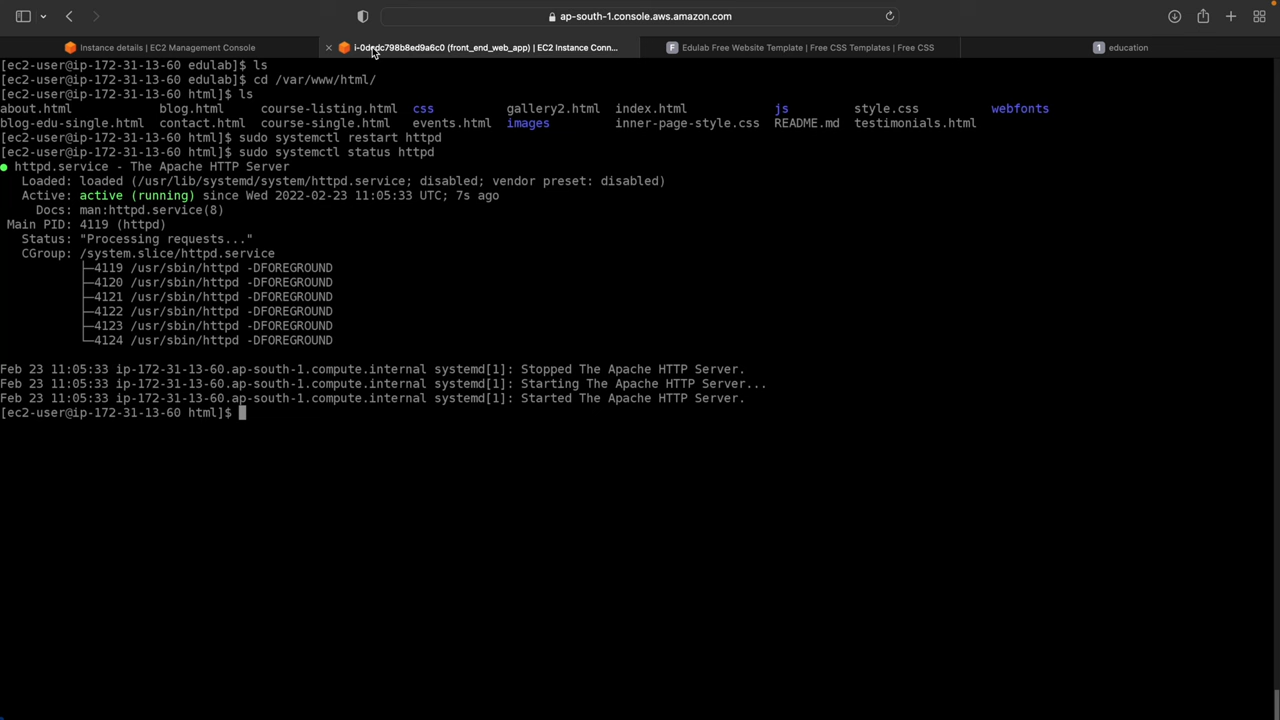 ap-south-1.console.aws.amazon.com
Instance details | EC2 Management Console
(front_end_web_app) | EC2 Instance Conn...
Edulab Free Website Template | Free CSS Templates | Free CSS
education
[ec2-user@ip-172-31-13-60 edulab]$ ls
[ec2-user@ip-172-31-13-60 edulab]$ cd /var/www/html/
[ec2-user@ip-172-31-13-60 html]$ ls
about.html blog.html course-listing.html css gallery2.html index.html js style.css webfonts
blog-edu-single.html contact.html course-single.html events.html images inner-page-style.css README.md testimonials.html
[ec2-user@ip-172-31-13-60 html]$ sudo systemctl restart httpd
[ec2-user@ip-172-31-13-60 html]$ sudo systemctl status httpd
● httpd.service - The Apache HTTP Server
Loaded: loaded (/usr/lib/systemd/system/httpd.service; disabled; vendor preset: disabled)
Active: active (running) since Wed 2022-02-23 11:05:33 UTC; 7s ago
Docs: man:httpd.service(8)
Main PID: 4119 (httpd)
Status: "Processing requests..."
CGroup: /system.slice/httpd.service
├─4119 /usr/sbin/httpd -DFOREGROUND
├─4120 /usr/sbin/httpd -DFOREGROUND
├─4121 /usr/sbin/httpd -DFOREGROUND
├─4122 /usr/sbin/httpd -DFOREGROUND
├─4123 /usr/sbin/httpd -DFOREGROUND
└─4124 /usr/sbin/httpd -DFOREGROUND
Feb 23 11:05:33 ip-172-31-13-60.ap-south-1.compute.internal systemd[1]: Stopped The Apache HTTP Server.
Feb 23 11:05:33 ip-172-31-13-60.ap-south-1.compute.internal systemd[1]: Starting The Apache HTTP Server...
Feb 23 11:05:33 ip-172-31-13-60.ap-south-1.compute.internal systemd[1]: Started The Apache HTTP Server.
[ec2-user@ip-172-31-13-60 html]$